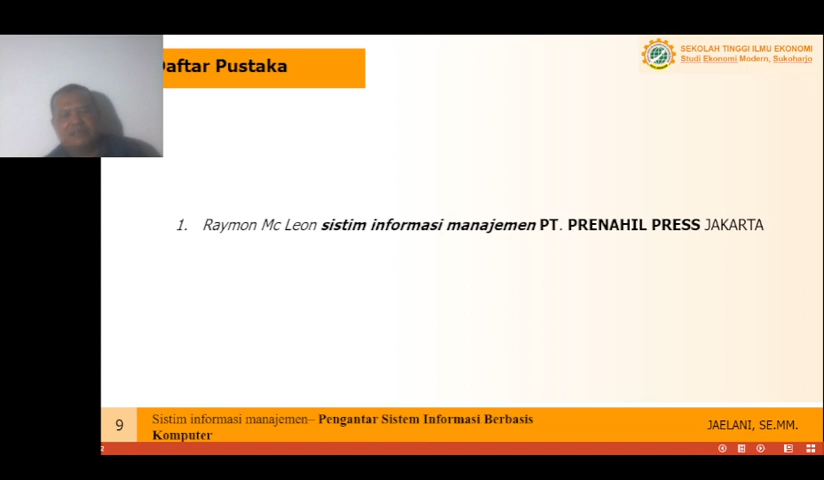 Daftar Pustaka
SEKOLAH TINGGI ILMU EKONOMI
Studi Ekonomi Modern, Sukoharjo
1. Raymon Mc Leon sistim informasi manajemen PT. PRENAHIL PRESS JAKARTA
9
Sistim informasi manajemen– Pengantar Sistem Informasi Berbasis
Komputer
JAELANI, SE.MM.